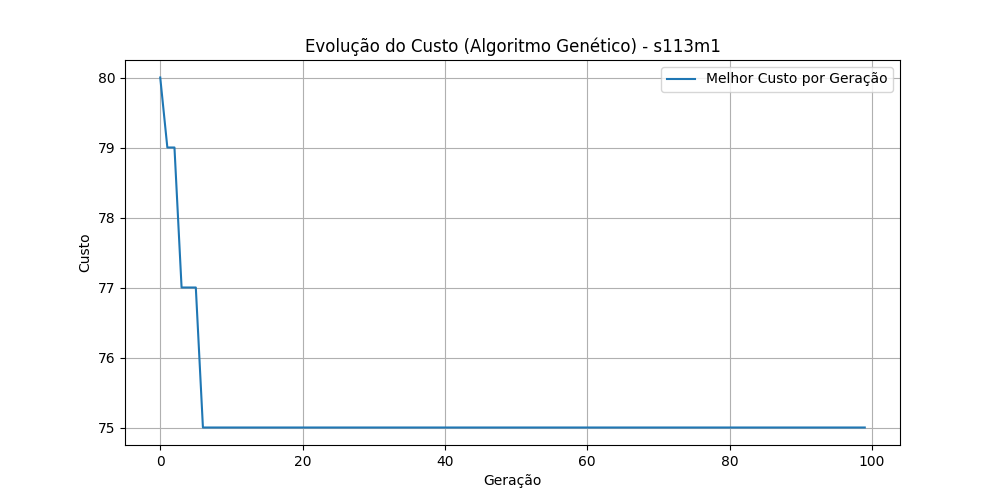 Evolução do Custo (Algoritmo Genético) - s113m1
Melhor Custo por Geração
80
79
78
77
76
75
Custo
0 20 40 60 80 100
Geração